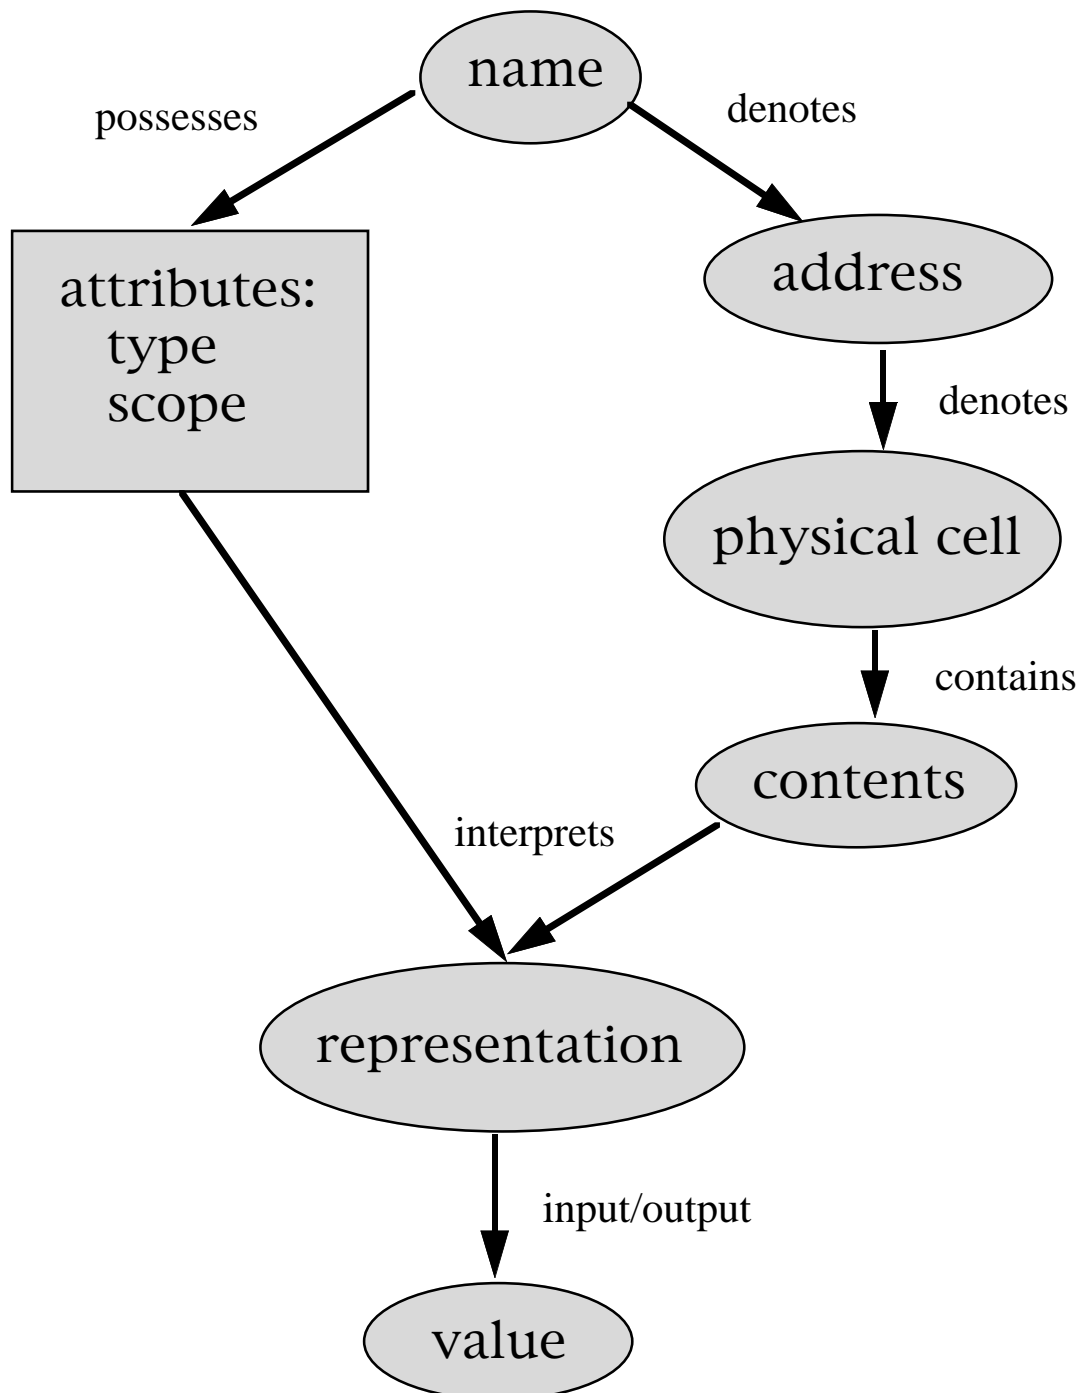 name
possesses
denotes
attributes:
type
scope
address
denotes
physical cell
contains
contents
interprets
representation
input/output
value